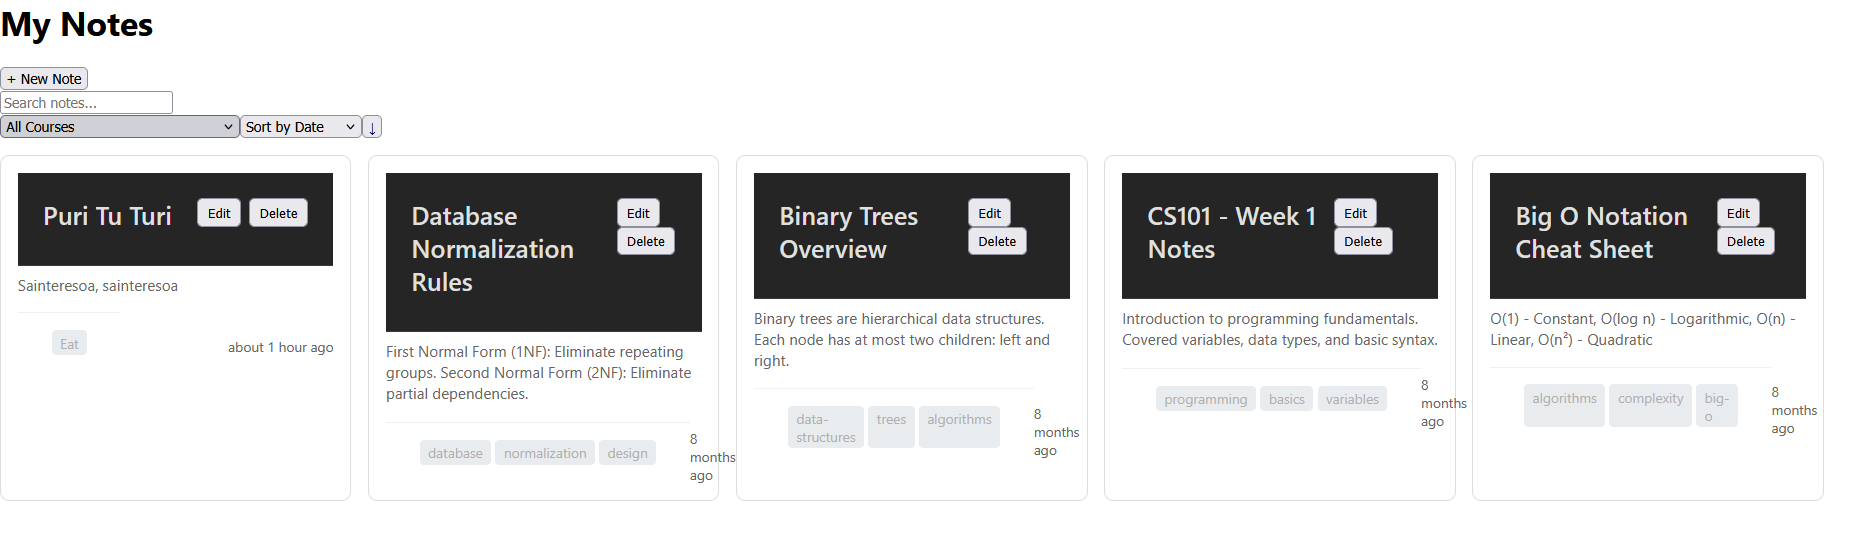 My Notes
+ New Note
Search notes...
All Courses
Sort by Date
↓
Puri Tu Turi
Edit
Delete
Sainteresoa, sainteresoa
Eat
about 1 hour ago
Database
Normalization
Rules
Edit
Delete
First Normal Form (1NF): Eliminate repeating
groups. Second Normal Form (2NF): Eliminate
partial dependencies.
database
normalization
design
8
months
ago
Binary Trees
Overview
Edit
Delete
Binary trees are hierarchical data structures.
Each node has at most two children: left and
right.
data-
structures
trees
algorithms
8
months
ago
CS101 - Week 1
Notes
Edit
Delete
Introduction to programming fundamentals.
Covered variables, data types, and basic syntax.
programming
basics
variables
8
months
ago
Big O Notation
Cheat Sheet
Edit
Delete
O(1) - Constant, O(log n) - Logarithmic, O(n) -
Linear, O(n²) - Quadratic
algorithms
complexity
big-
o
8
months
ago